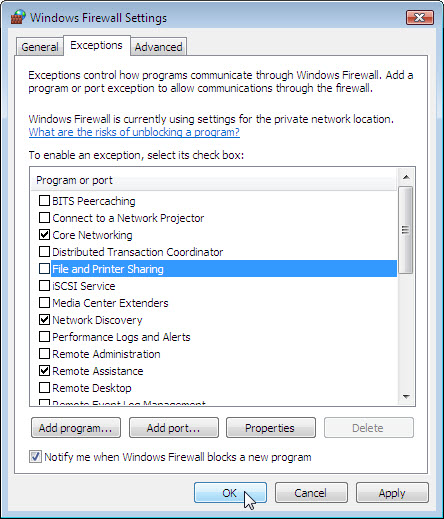 Windows Firewall Settings
General Exceptions Advanced
Exceptions control how programs communicate through Windows Firewall. Add a
program or port exception to allow communications through the firewall.
Windows Firewall is currently using settings for the private network location.
What are the risks of unblocking a program?
To enable an exception, select its check box:
Program or port
BITS Peercaching
Connect to a Network Projector
Core Networking
Distributed Transaction Coordinator
File and Printer Sharing
iSCSI Service
Media Center Extenders
Network Discovery
Performance Logs and Alerts
Remote Administration
Remote Assistance
Remote Desktop
Remote Event Log Management
Add program... Add port... Properties Delete
Notify me when Windows Firewall blocks a new program
OK Cancel Apply